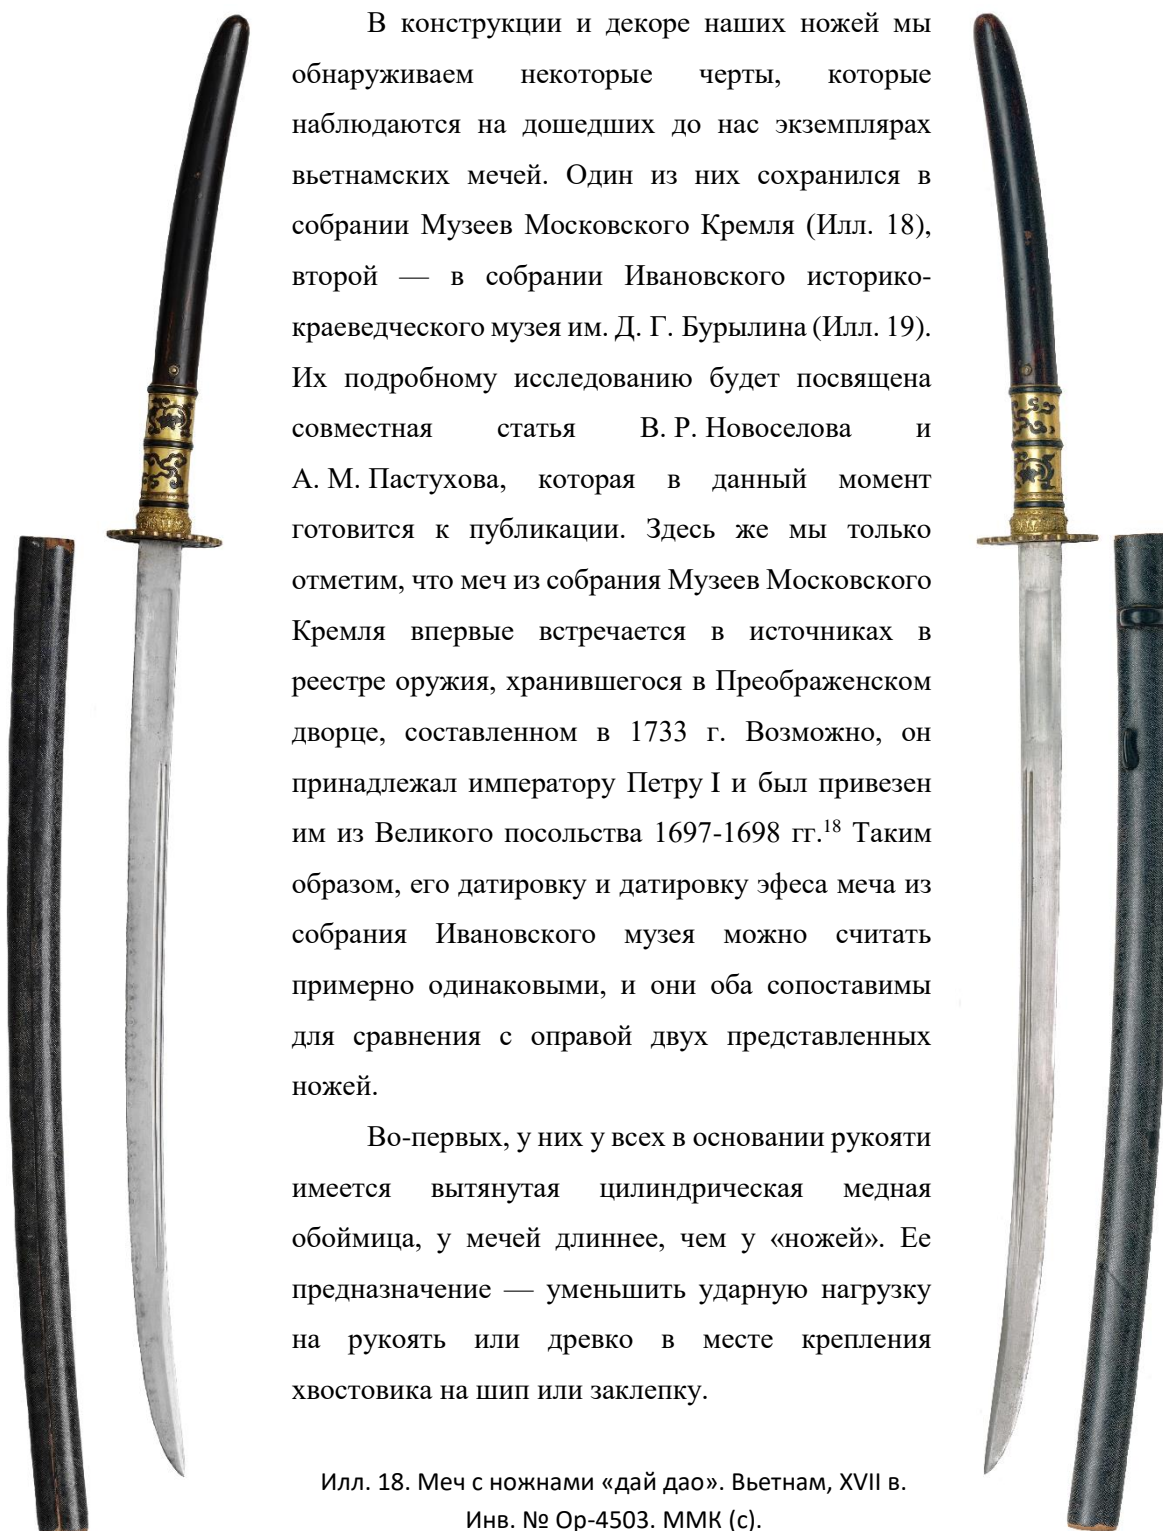 В конструкции и декоре наших ножей мы
обнаруживаем некоторые черты, которые
наблюдаются на дошедших до нас экземплярах
вьетнамских мечей. Один из них сохранился в
собрании Музеев Московского Кремля (Илл. 18),
второй — в собрании Ивановского историко-
краеведческого музея им. Д. Г. Бурылина (Илл. 19).
Их подробному исследованию будет посвящена
совместная статья В. Р. Новоселова и
А. М. Пастухова, которая в данный момент
готовится к публикации. Здесь же мы только
отметим, что меч из собрания Музеев Московского
Кремля впервые встречается в источниках в
реестре оружия, хранившегося в Преображенском
дворце, составленном в 1733 г. Возможно, он
принадлежал императору Петру I и был привезен
им из Великого посольства 1697-1698 гг.18 Таким
образом, его датировку и датировку эфеса меча из
собрания Ивановского музея можно считать
примерно одинаковыми, и они оба сопоставимы
для сравнения с оправой двух представленных
ножей.
Во-первых, у них у всех в основании рукояти
имеется вытянутая цилиндрическая медная
обоймица, у мечей длиннее, чем у «ножей». Ее
предназначение — уменьшить ударную нагрузку
на рукоять или древко в месте крепления
хвостовика на шип или заклепку.
Илл. 18. Меч с ножнами «дай дао». Вьетнам, XVII в.
Инв. № Ор-4503. ММК (с).